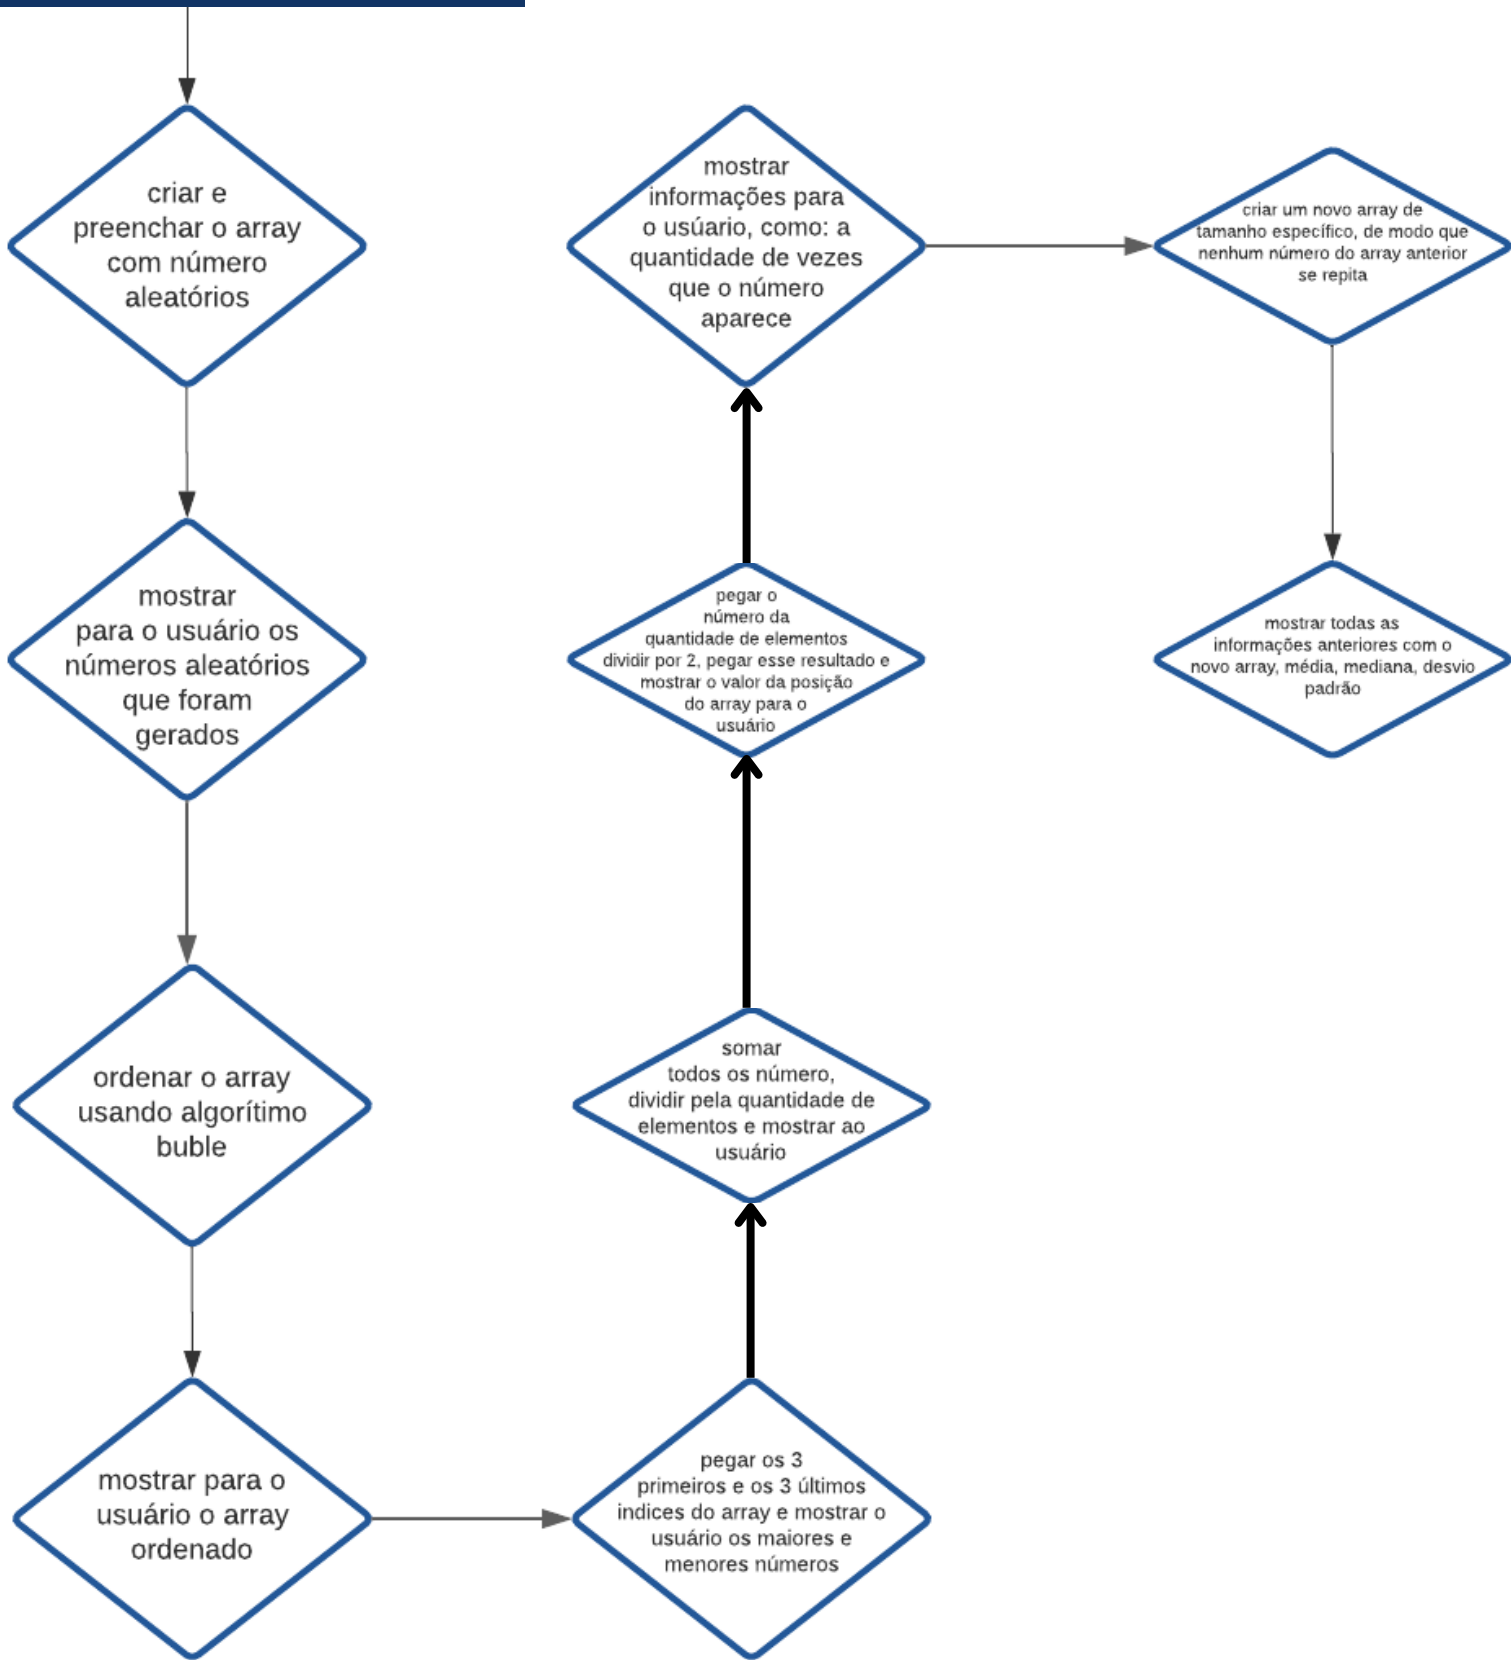 criar e
preenchar o array
com número
aleatórios
mostrar
para o usuário os
números aleatórios
que foram
gerados
ordenar o array
usando algorítimo
buble
mostrar para o
usuário o array
ordenado
pegar os 3
primeiros e os 3 últimos
indices do array e mostrar o
usuário os maiores e
menores números
somar
todos os número,
dividir pela quantidade de
elementos e mostrar ao
usuário
pegar o
número da
quantidade de elementos
dividir por 2, pegar esse resultado e
mostrar o valor da posição
do array para o
usuário
mostrar
informações para
o usúario, como: a
quantidade de vezes
que o número
aparece
criar um novo array de
tamanho específico, de modo que
nenhum número do array anterior
se repita
mostrar todas as
informações anteriores com o
novo array, média, mediana, desvio
padrão